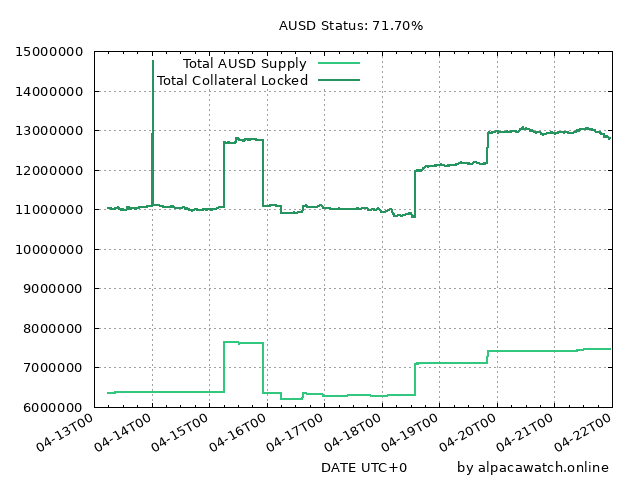 AUSD Status: 71.70%
15000000
14000000
13000000
12000000
11000000
10000000
9000000
8000000
7000000
6000000
Total AUSD Supply
Total Collateral Locked
04-13T00
04-14T00
04-15T00
04-16T00
04-17T00
04-18T00
04-19T00
04-20T00
04-21T00
04-22T00
DATE UTC+0
by alpacawatch.online